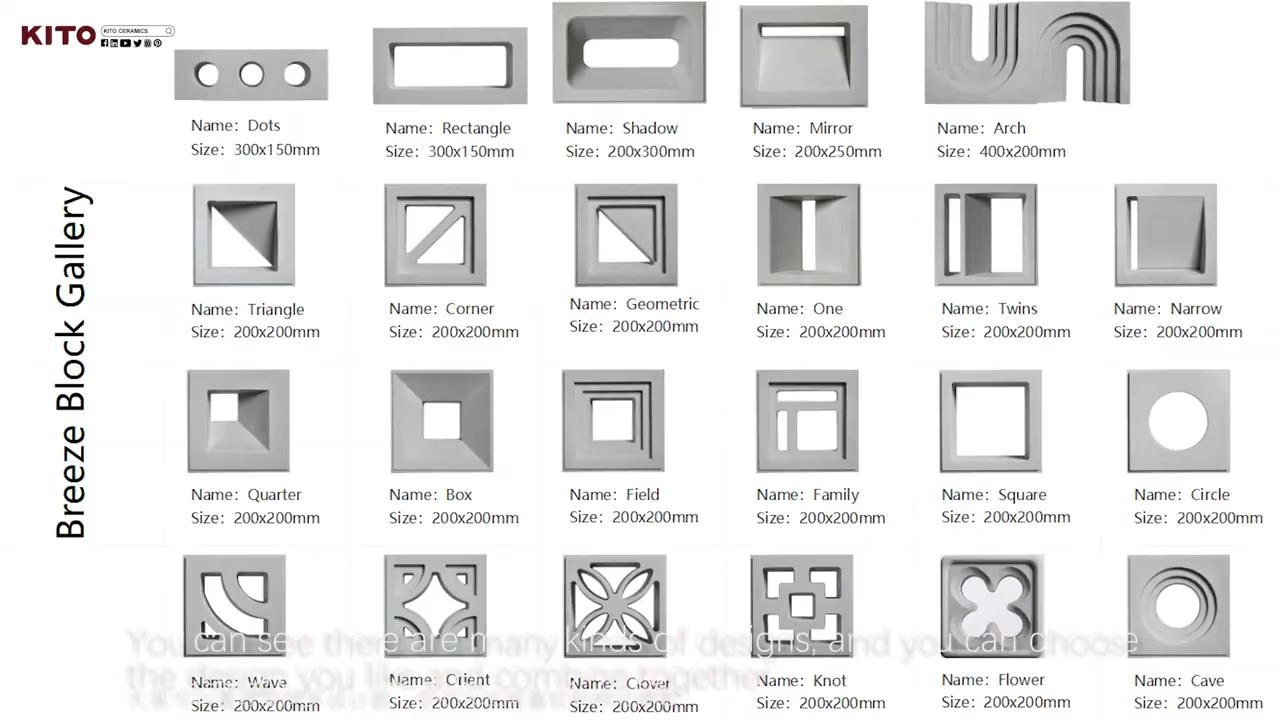 KITO
KITO CERAMICS
Breeze Block Gallery
Name: Dots
Size: 300x150mm
Name: Rectangle
Size: 300x150mm
Name: Shadow
Size: 200x300mm
Name: Mirror
Size: 200x250mm
Name: Arch
Size: 400x200mm
Name: Triangle
Size: 200x200mm
Name: Corner
Size: 200x200mm
Name: Geometric
Size: 200x200mm
Name: One
Size: 200x200mm
Name: Twins
Size: 200x200mm
Name: Narrow
Size: 200x200mm
Name: Quarter
Size: 200x200mm
Name: Box
Size: 200x200mm
Name: Field
Size: 200x200mm
Name: Family
Size: 200x200mm
Name: Square
Size: 200x200mm
Name: Circle
Size: 200x200mm
Name: Wave
Size: 200x200mm
Name: Orient
Size: 200x200mm
Name: Clover
Size: 200x200mm
Name: Knot
Size: 200x200mm
Name: Flower
Size: 200x200mm
Name: Cave
Size: 200x200mm
You can see there are many kinds of designs, and you can choose
the you like and together